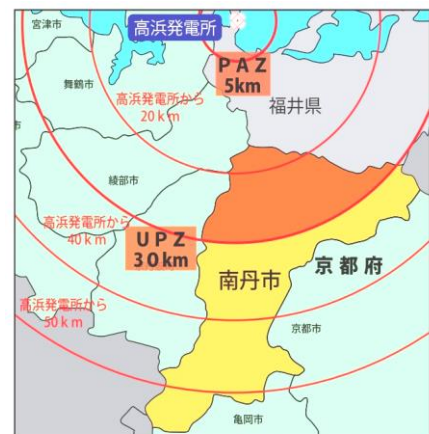 宮津市
高浜発電所
PAZ
5km
舞鶴市
福井県
高浜発電所から
20km
綾部市
高浜発電所から
40km
UPZ
30km
京都府
南丹市
高浜発電所から
50km
京都市
亀岡市